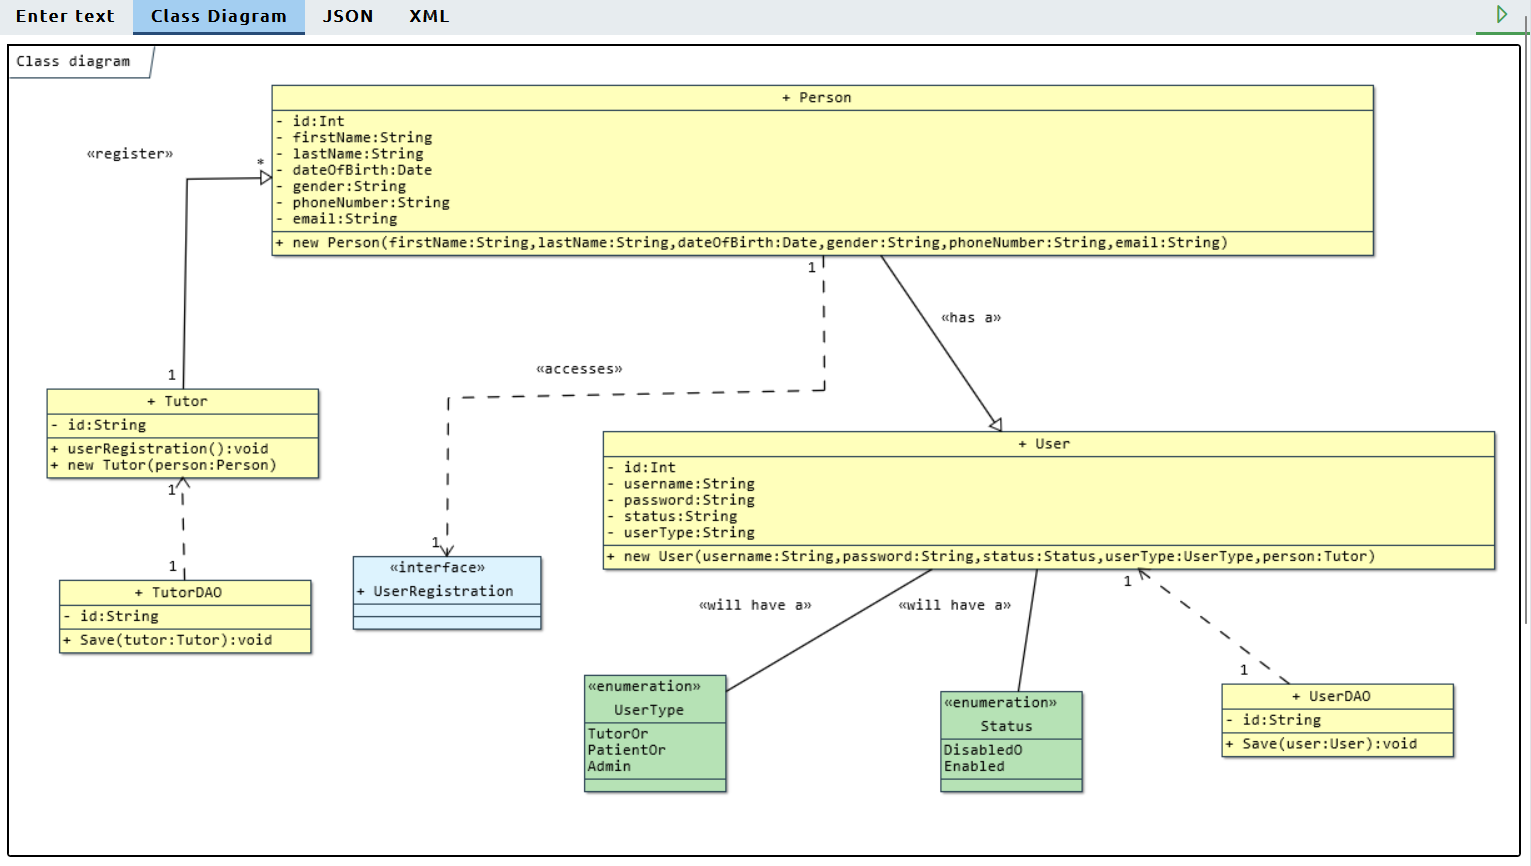 Enter text Class Diagram JSON XML
Class diagram
+ Person
- id:Int
- firstName:String
- lastName:String
- dateOfBirth:Date
- gender:String
- phoneNumber:String
- email:String
+ new Person(firstName:String,lastName:String,dateOfBirth:Date,gender:String,phoneNumber:String,email:String)
«register»
*
1
1
«has a»
«accesses»
+ Tutor
- id:String
+ userRegistration():void
+ new Tutor(person:Person)
1
1
+ TutorDAO
- id:String
+ Save(tutor:Tutor):void
1
«interface»
+ UserRegistration
+ User
- id:Int
- username:String
- password:String
- status:String
- userType:String
+ new User(username:String,password:String,status:Status,userType:UserType,person:Tutor)
«will have a»
«will have a»
1
1
«enumeration»
UserType
TutorOr
PatientOr
Admin
«enumeration»
Status
DisabledO
Enabled
+ UserDAO
- id:String
+ Save(user:User):void